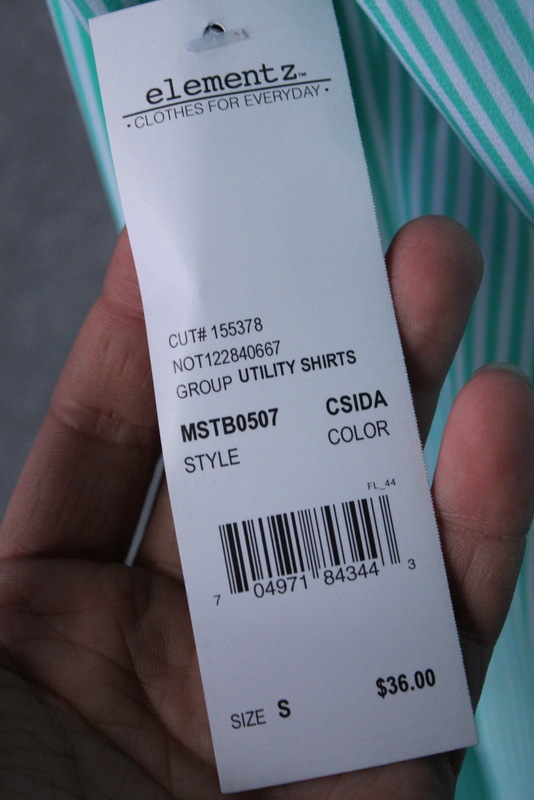 elementz™
• CLOTHES FOR EVERYDAY •
CUT# 155378
NOT122840667
GROUP UTILITY SHIRTS
MSTB0507 CSIDA
STYLE COLOR
FL_44
7 04971 84344 3
SIZE S $36.00